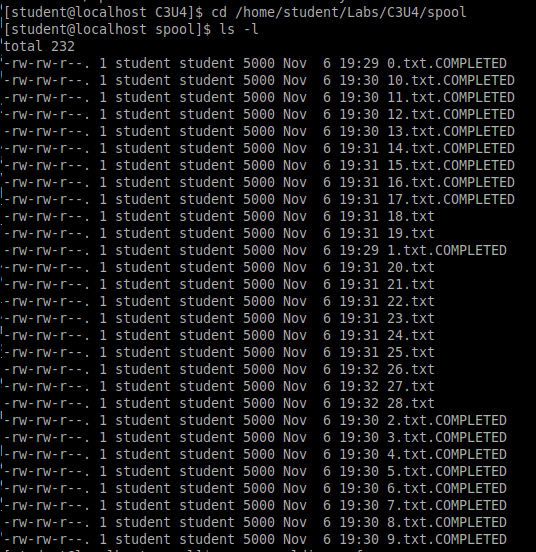 [student@localhost C3U4]$ cd /home/student/Labs/C3U4/spool
[student@localhost spool]$ ls -l
total 232
-rw-rw-r--. 1 student student 5000 Nov  6 19:29 0.txt.COMPLETED
-rw-rw-r--. 1 student student 5000 Nov  6 19:30 10.txt.COMPLETED
-rw-rw-r--. 1 student student 5000 Nov  6 19:30 11.txt.COMPLETED
-rw-rw-r--. 1 student student 5000 Nov  6 19:30 12.txt.COMPLETED
-rw-rw-r--. 1 student student 5000 Nov  6 19:30 13.txt.COMPLETED
-rw-rw-r--. 1 student student 5000 Nov  6 19:31 14.txt.COMPLETED
-rw-rw-r--. 1 student student 5000 Nov  6 19:31 15.txt.COMPLETED
-rw-rw-r--. 1 student student 5000 Nov  6 19:31 16.txt.COMPLETED
-rw-rw-r--. 1 student student 5000 Nov  6 19:31 17.txt.COMPLETED
-rw-rw-r--. 1 student student 5000 Nov  6 19:31 18.txt
-rw-rw-r--. 1 student student 5000 Nov  6 19:31 19.txt
-rw-rw-r--. 1 student student 5000 Nov  6 19:29 1.txt.COMPLETED
-rw-rw-r--. 1 student student 5000 Nov  6 19:31 20.txt
-rw-rw-r--. 1 student student 5000 Nov  6 19:31 21.txt
-rw-rw-r--. 1 student student 5000 Nov  6 19:31 22.txt
-rw-rw-r--. 1 student student 5000 Nov  6 19:31 23.txt
-rw-rw-r--. 1 student student 5000 Nov  6 19:31 24.txt
-rw-rw-r--. 1 student student 5000 Nov  6 19:31 25.txt
-rw-rw-r--. 1 student student 5000 Nov  6 19:32 26.txt
-rw-rw-r--. 1 student student 5000 Nov  6 19:32 27.txt
-rw-rw-r--. 1 student student 5000 Nov  6 19:32 28.txt
-rw-rw-r--. 1 student student 5000 Nov  6 19:30 2.txt.COMPLETED
-rw-rw-r--. 1 student student 5000 Nov  6 19:30 3.txt.COMPLETED
-rw-rw-r--. 1 student student 5000 Nov  6 19:30 4.txt.COMPLETED
-rw-rw-r--. 1 student student 5000 Nov  6 19:30 5.txt.COMPLETED
-rw-rw-r--. 1 student student 5000 Nov  6 19:30 6.txt.COMPLETED
-rw-rw-r--. 1 student student 5000 Nov  6 19:30 7.txt.COMPLETED
-rw-rw-r--. 1 student student 5000 Nov  6 19:30 8.txt.COMPLETED
-rw-rw-r--. 1 student student 5000 Nov  6 19:30 9.txt.COMPLETED